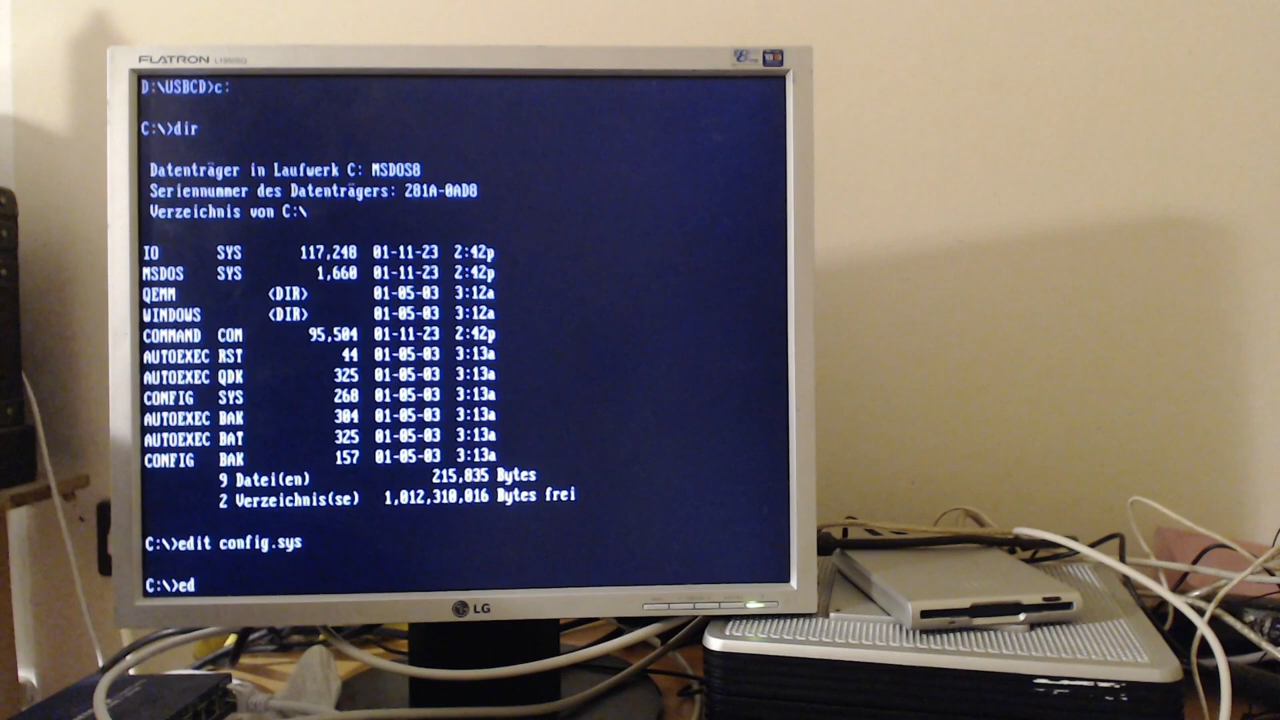 FLATRON
D:\USBCD>c:
C:\>dir
Datenträger in Laufwerk C: MSDOS8
Seriennummer des Datenträgers: 281A-0AD8
Verzeichnis von C:\
IO SYS 117,248 01-11-23 2:42p
MSDOS SYS 1,660 01-11-23 2:42p
QEMM <DIR> 01-05-03 3:12a
WINDOWS <DIR> 01-05-03 3:12a
COMMAND COM 95,504 01-11-23 2:42p
AUTOEXEC RST 44 01-05-03 3:13a
AUTOEXEC QDK 325 01-05-03 3:13a
CONFIG SYS 268 01-05-03 3:13a
AUTOEXEC BAK 304 01-05-03 3:13a
AUTOEXEC BAT 325 01-05-03 3:13a
CONFIG BAK 157 01-05-03 3:13a
9 Datei(en) 215,835 Bytes
2 Verzeichnis(se) 1,012,310,016 Bytes frei
C:\>edit config.sys
C:\>ed
LG